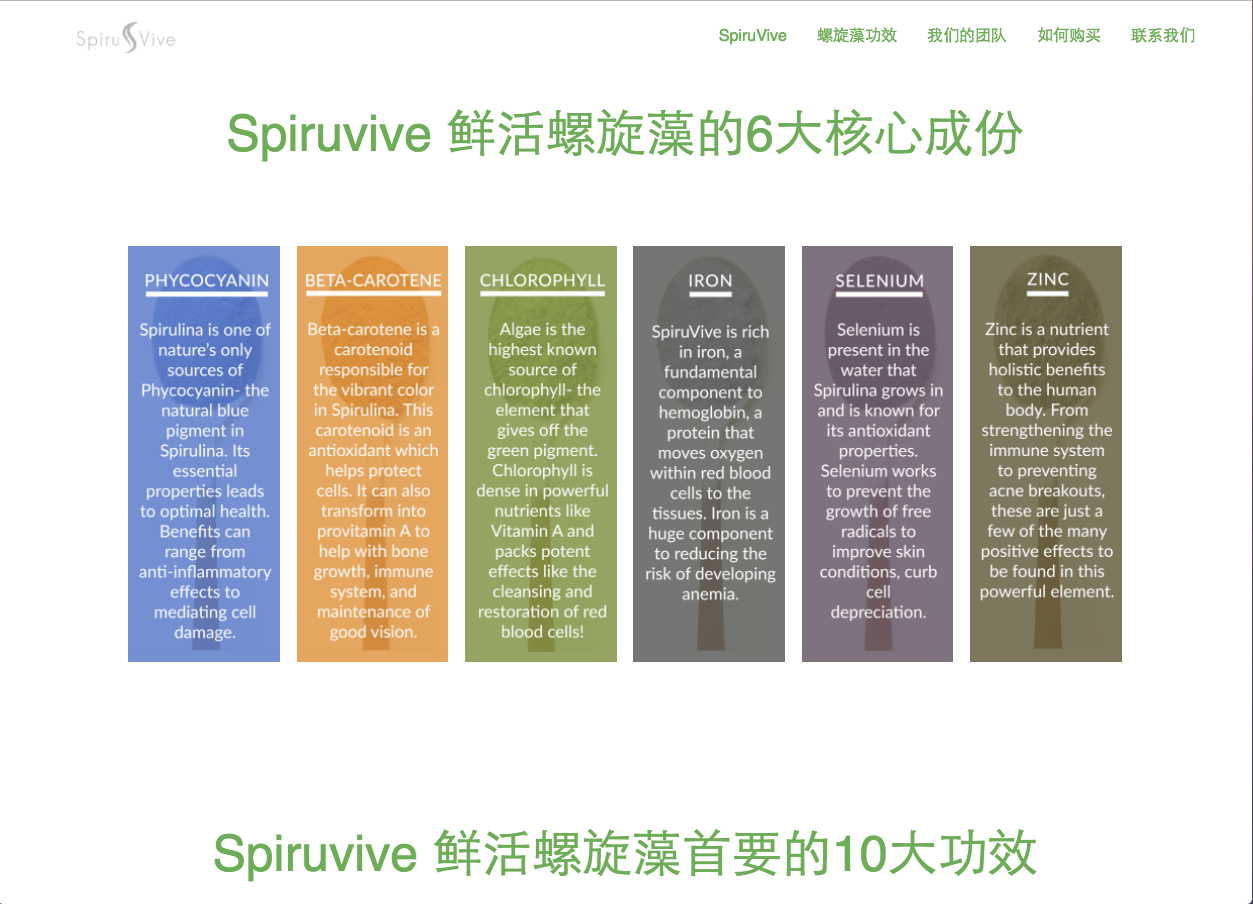 SpiruVive
SpiruVive 螺旋藻功效 我们的团队 如何购买 联系我们
Spiruvive 鲜活螺旋藻的6大核心成份
PHYCOCYANIN
Spirulina is one of
nature's only
sources of
Phycocyanin- the
natural blue
pigment in
Spirulina. Its
essential
properties leads
to optimal health.
Benefits can
range from
anti-inflammatory
effects to
mediating cell
damage.
BETA-CAROTENE
Beta-carotene is a
carotenoid
responsible for
the vibrant color
in Spirulina. This
carotenoid is an
antioxidant which
helps protect
cells. It can also
transform into
provitamin A to
help with bone
growth, immune
system, and
maintenance of
good vision.
CHLOROPHYLL
Algae is the
highest known
source of
chlorophyll- the
element that
gives off the
green pigment.
Chlorophyll is
dense in powerful
nutrients like
Vitamin A and
packs potent
effects like the
cleansing and
restoration of red
blood cells!
IRON
SpiruVive is rich
in iron, a
fundamental
component to
hemoglobin, a
protein that
moves oxygen
within red blood
cells to the
tissues. Iron is a
huge component
to reducing the
risk of developing
anemia.
SELENIUM
Selenium is
present in the
water that
Spirulina grows in
and is known for
its antioxidant
properties.
Selenium works
to prevent the
growth of free
radicals to
improve skin
conditions, curb
cell
depreciation.
ZINC
Zinc is a nutrient
that provides
holistic benefits
to the human
body. From
strengthening the
immune system
to preventing
acne breakouts,
these are just a
few of the many
positive effects to
be found in this
powerful element.
Spiruvive 鲜活螺旋藻首要的10大功效